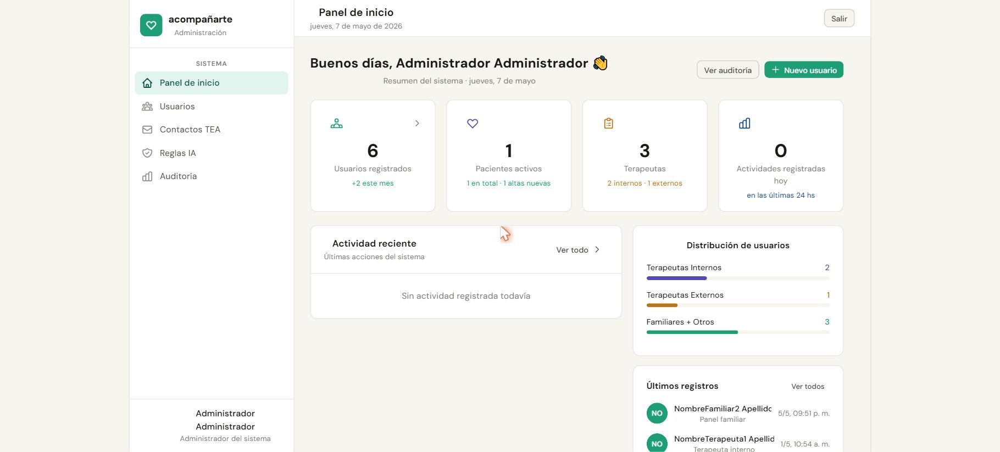 acompañarte
Administración
SISTEMA
Panel de inicio
Usuarios
Contactos TEA
Reglas IA
Auditoría
Administrador
Administrador
Administrador del sistema
Panel de inicio
jueves, 7 de mayo de 2026
Salir
Buenos días, Administrador Administrador 👋
Resumen del sistema · jueves, 7 de mayo
Ver auditoría
+ Nuevo usuario
6
Usuarios registrados
+2 este mes
1
Pacientes activos
1 en total · 1 altas nuevas
3
Terapeutas
2 internos · 1 externos
0
Actividades registradas
hoy
en las últimas 24 hs
Actividad reciente
Últimas acciones del sistema
Ver todo
Sin actividad registrada todavía
Distribución de usuarios
Terapeutas Internos 2
Terapeutas Externos 1
Familiares + Otros 3
Últimos registros
Ver todos
NO
NombreFamiliar2 Apellido
Panel familiar
5/5, 09:51 p. m.
NO
NombreTerapeuta1 Apellid
Terapeuta interno
1/5, 10:54 a. m.